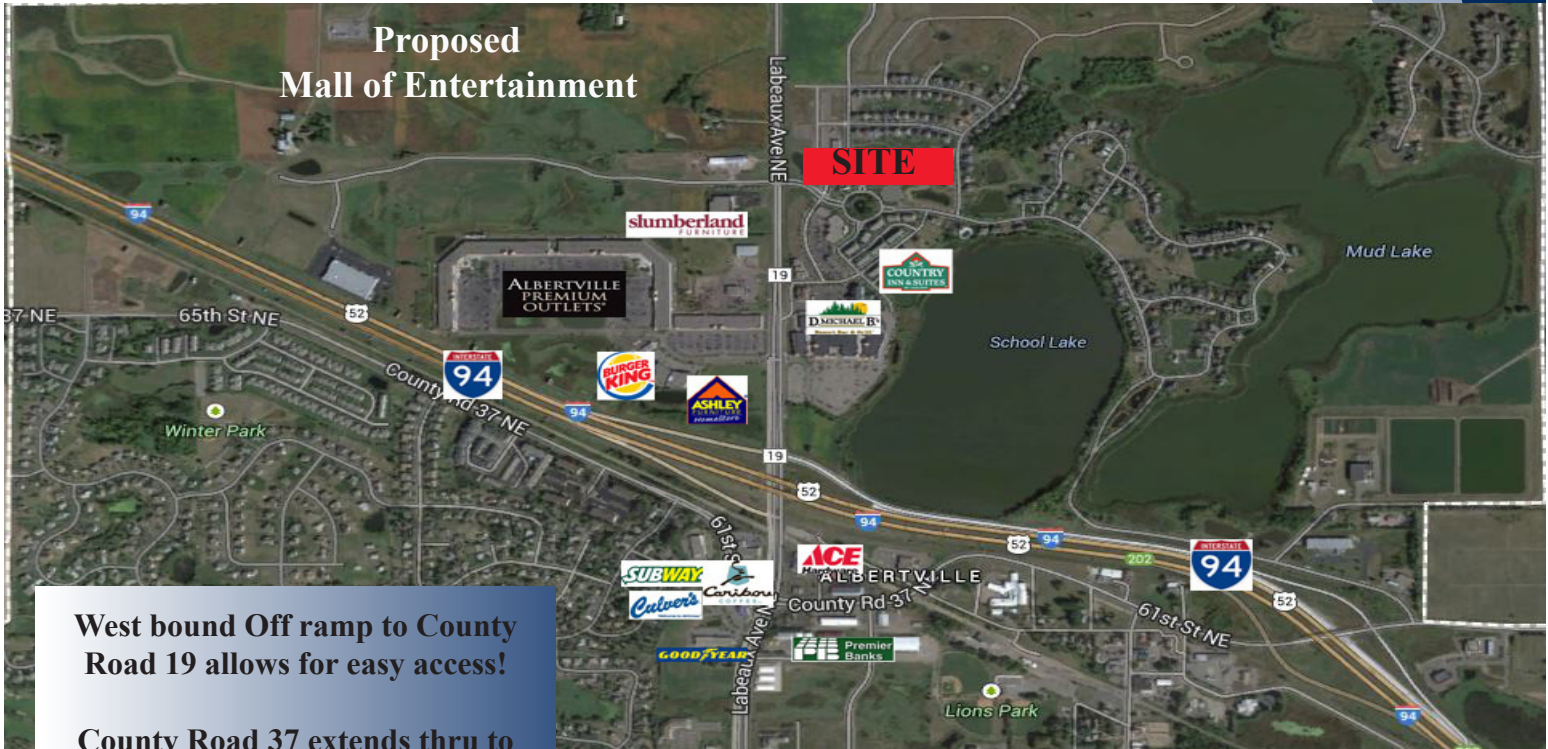 Proposed
Mall of Entertainment
Labeaux Ave NE
SITE
94
slumberland
FURNITURE
ALBERTVILLE
PREMIUM
OUTLETS®
COUNTRY
INN & SUITES
19
Mud Lake
37 NE
65th St NE
52
D. MICHAEL B's
School Lake
INTERSTATE
94
County Rd 37 NE
BURGER
KING
ASHLEY
FURNITURE
HomeStore
94
Winter Park
19
52
94
61st S
52
94
202
INTERSTATE
94
52
SUBWAY
Caribou
COFFEE
ACE
Hardware
ALBERTVILLE
Culver's
County Rd 37 N
61st St NE
West bound Off ramp to County
Road 19 allows for easy access!
GOODYEAR
Labeaux Ave N
Premier
Banks
Lions Park
94
County Road 37 extends thru to